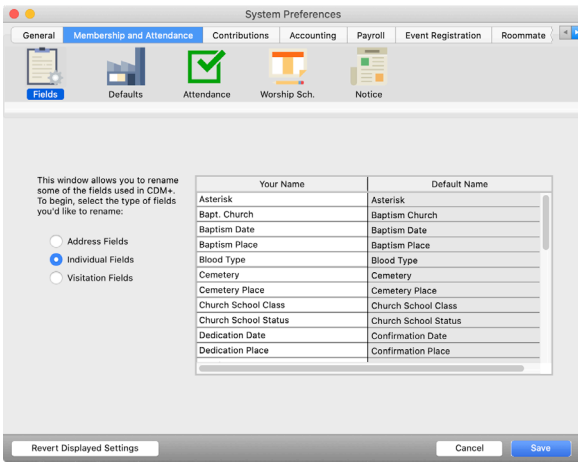 System Preferences
General Membership and Attendance Contributions Accounting Payroll Event Registration Roommate
Fields Defaults Attendance Worship Sch. Notice
This window allows you to rename
some of the fields used in CDM+.
To begin, select the type of fields
you'd like to rename:
Address Fields
Individual Fields
Visitation Fields
Your Name Default Name
Asterisk Asterisk
Bapt. Church Baptism Church
Baptism Date Baptism Date
Baptism Place Baptism Place
Blood Type Blood Type
Cemetery Cemetery
Cemetery Place Cemetery Place
Church School Class Church School Class
Church School Status Church School Status
Dedication Date Confirmation Date
Dedication Place Confirmation Place
Revert Displayed Settings Cancel Save